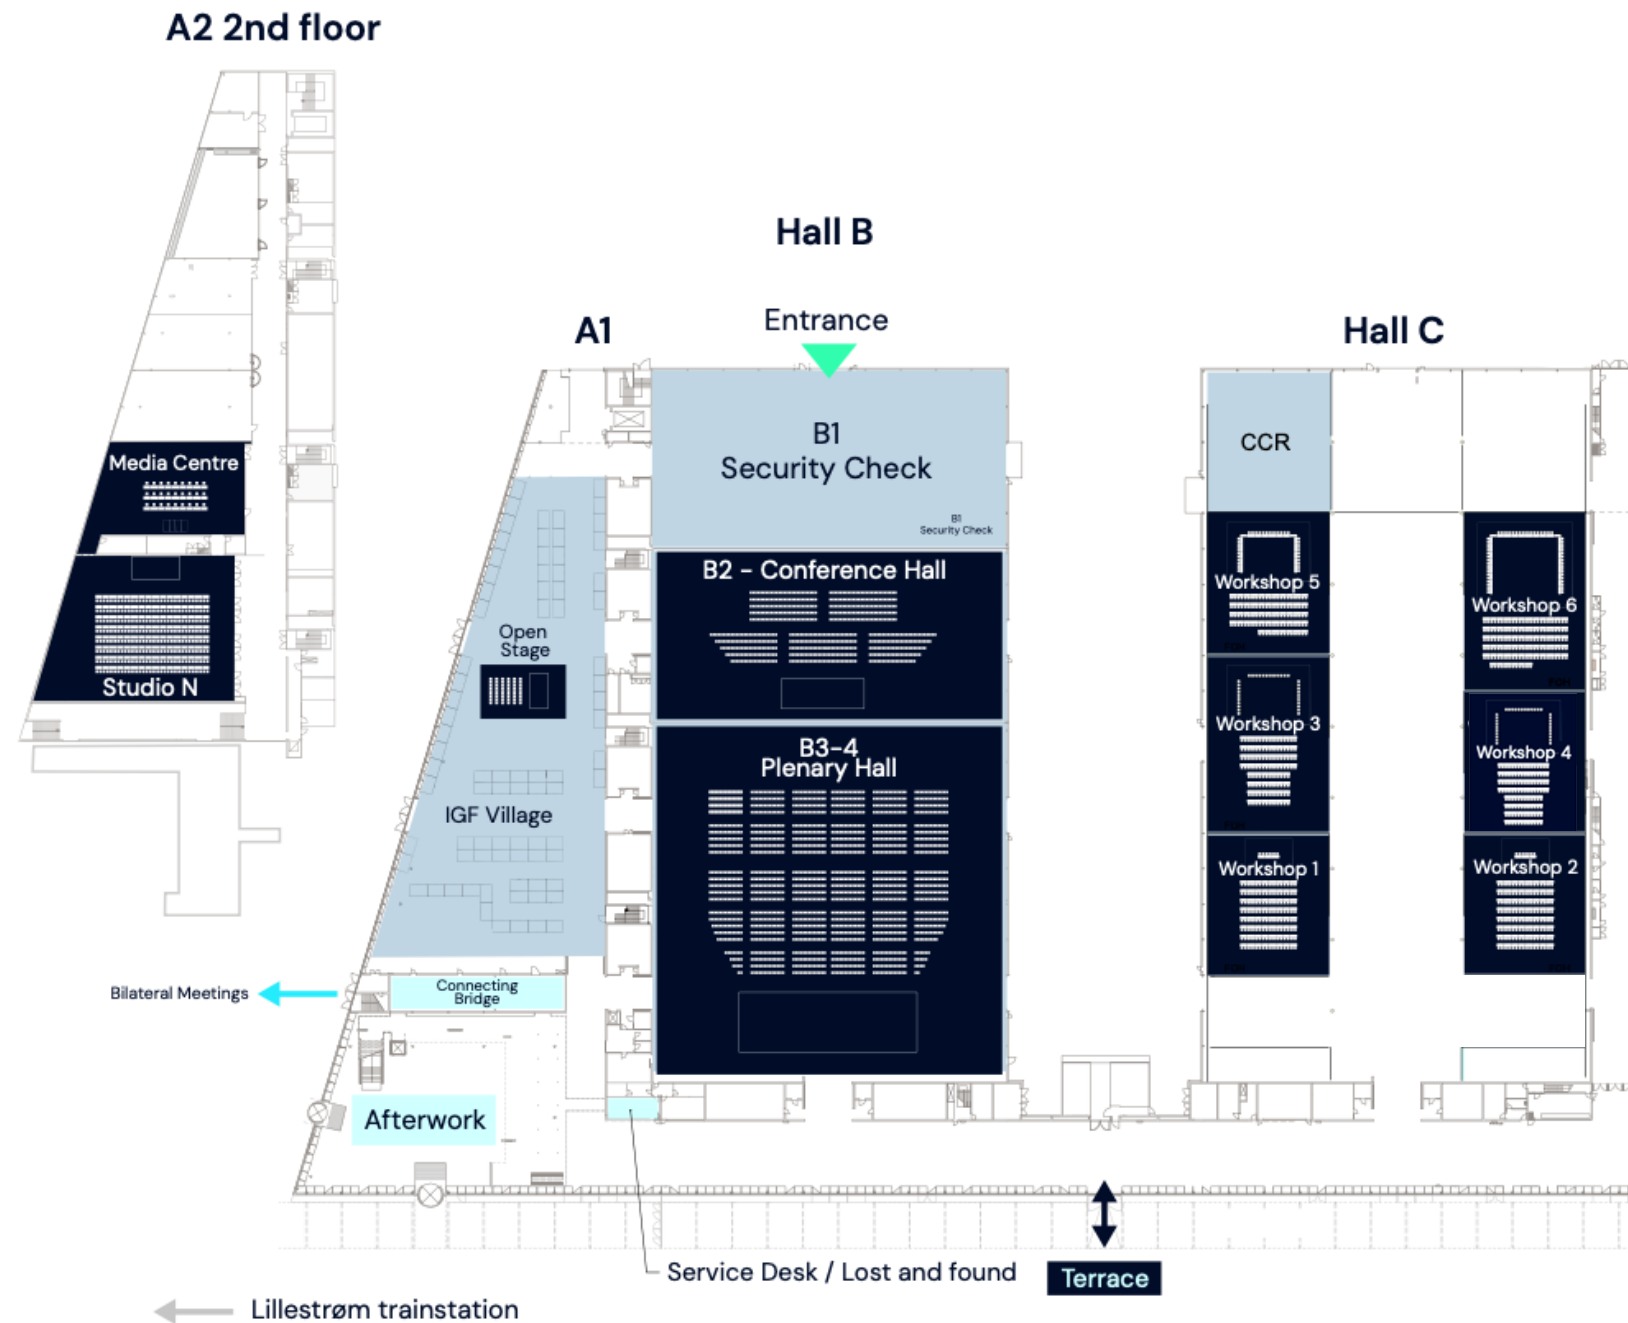 A2 2nd floor
Hall B
Entrance
A1
Hall C
B1
Security Check
B1
Security Check
CCR
Media Centre
Studio N
B2 – Conference Hall
Open
Stage
B3-4
Plenary Hall
IGF Village
Workshop 5
Workshop 6
Workshop 3
Workshop 4
Workshop 1
Workshop 2
Connecting
Bridge
Bilateral Meetings
Afterwork
Service Desk / Lost and found
Terrace
Lillestrøm trainstation